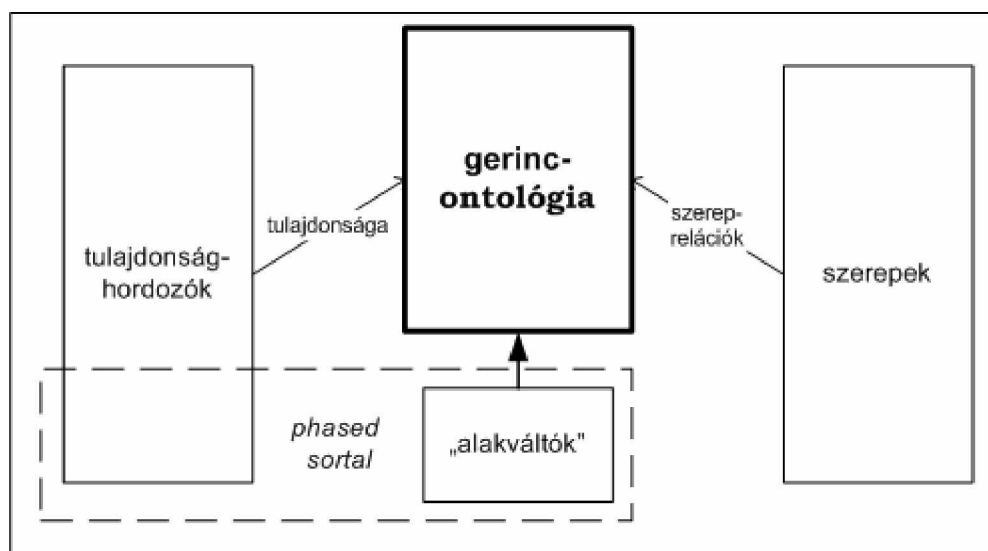 gerinc-
ontológia
tulajdonság-
hordozók
tulajdonsága
szerep-
relációk
szerepek
phased
sortal
„alakváltók"